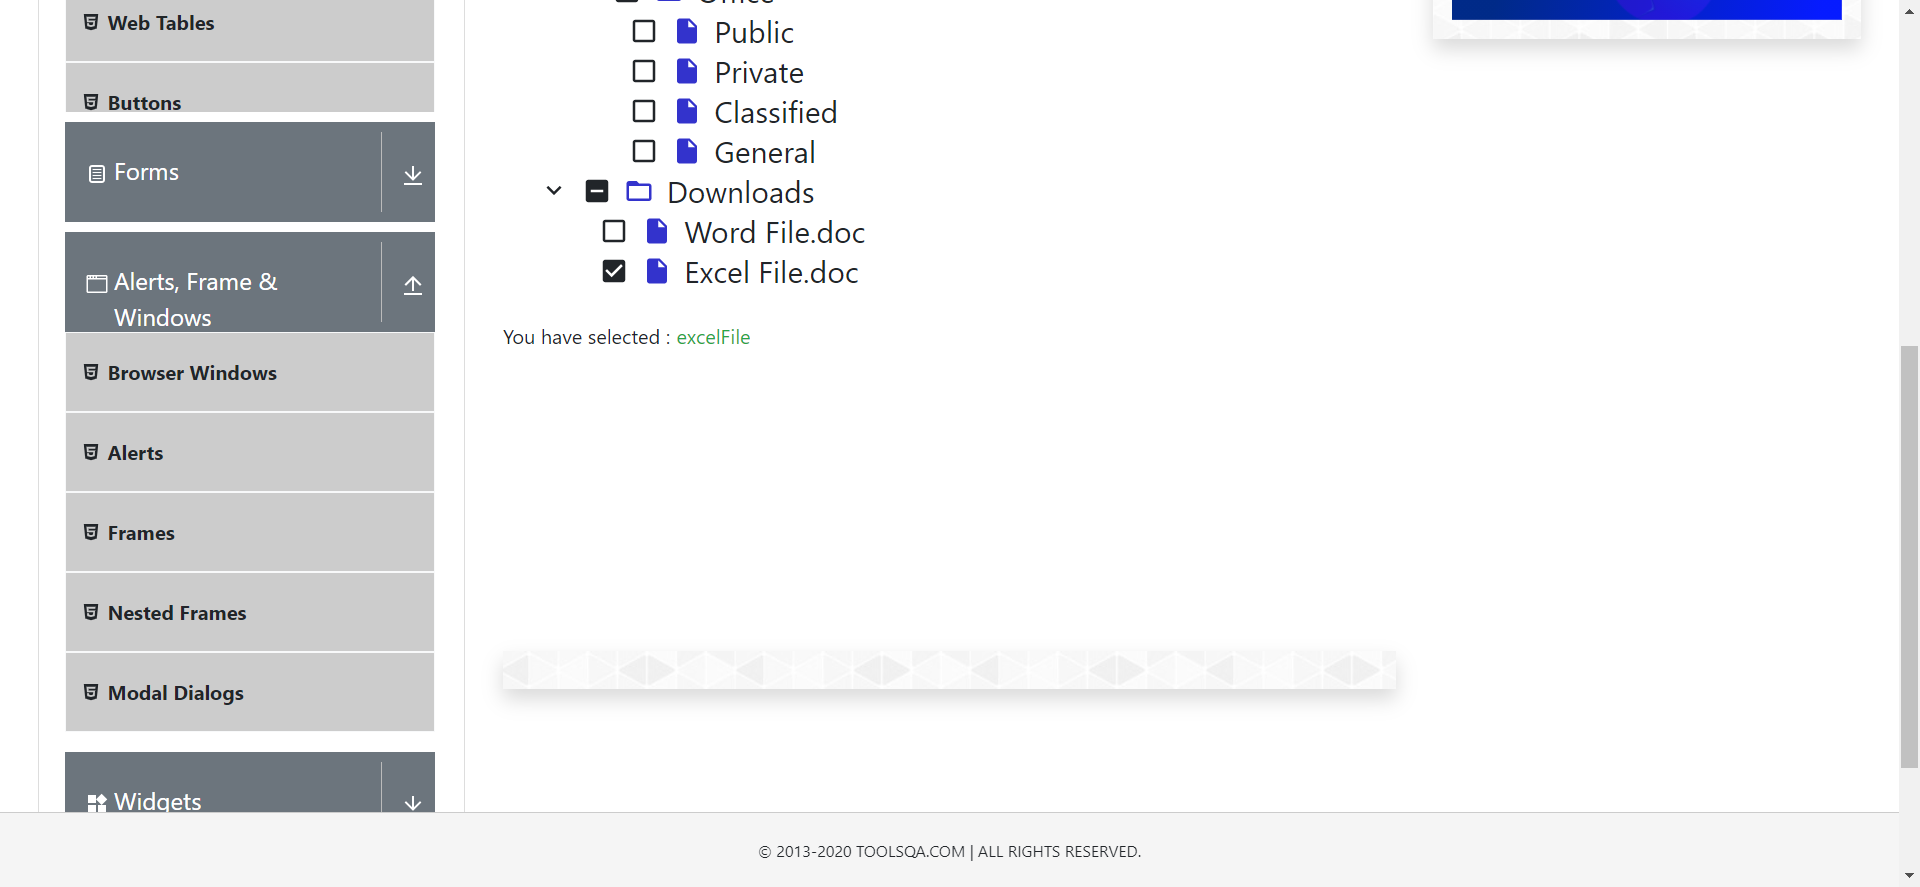 Web Tables
Buttons
Forms
Alerts, Frame &
Windows
Browser Windows
Alerts
Frames
Nested Frames
Modal Dialogs
Widgets
Office
Public
Private
Classified
General
Downloads
Word File.doc
Excel File.doc
You have selected : excelFile
© 2013-2020 TOOLSQA.COM | ALL RIGHTS RESERVED.